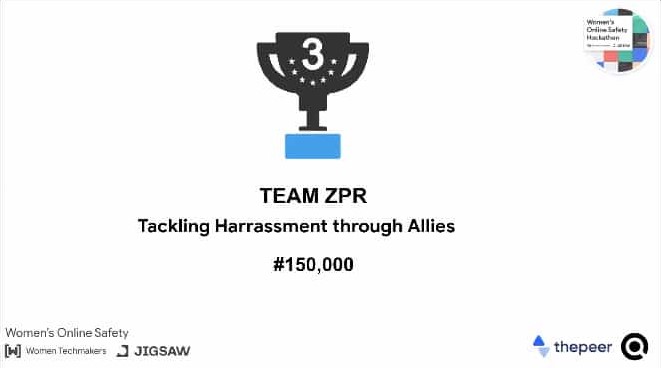 Women's
Online Safety
Hackathon
3
TEAM ZPR
Tackling Harrassment through Allies
#150,000
Women's Online Safety
[W] Women Techmakers JIGSAW
thepeer